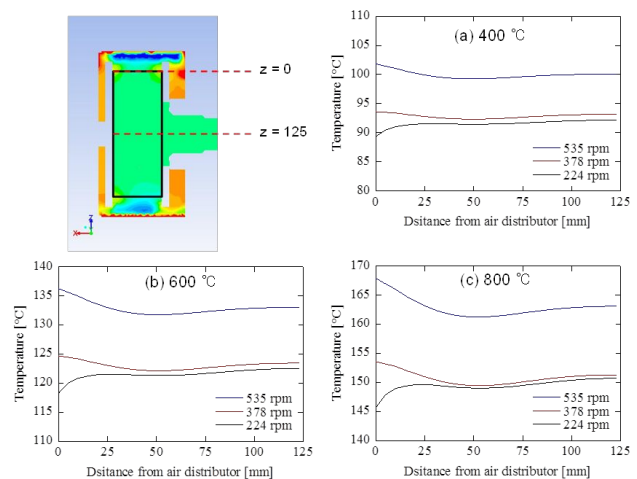 z = 0
z = 125
Z
X
(a) 400 ℃
Temperature [°C]
120
115
110
105
100
95
90
85
80
535 rpm
378 rpm
224 rpm
0 25 50 75 100 125
Dsitance from air distributor [mm]
(b) 600 ℃
Temperature [°C]
140
135
130
125
120
115
110
535 rpm
378 rpm
224 rpm
0 25 50 75 100 125
Dsitance from air distributor [mm]
(c) 800 ℃
Temperature [°C]
170
165
160
155
150
145
140
535 rpm
378 rpm
224 rpm
0 25 50 75 100 125
Dsitance from air distributor [mm]